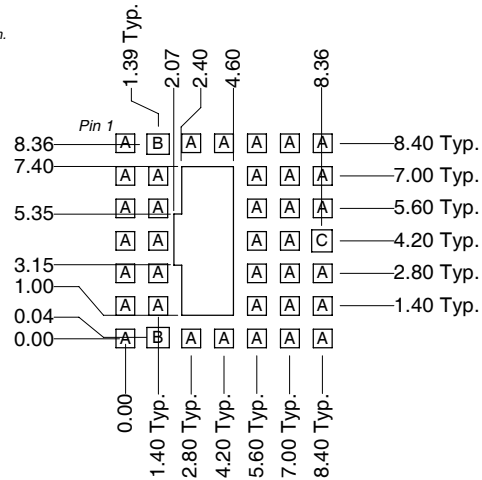 n.
1.39 Typ.
2.07
2.40
4.60
8.36
Pin 1
8.36 A B A A A A A 8.40 Typ.
7.40
A A A A A 7.00 Typ.
5.35 A A A A A 5.60 Typ.
A A A A C 4.20 Typ.
3.15 A A A A A 2.80 Typ.
1.00
A A A A A 1.40 Typ.
0.04
0.00 A B A A A A A
0.00
1.40 Typ.
2.80 Typ.
4.20 Typ.
5.60 Typ.
7.00 Typ.
8.40 Typ.